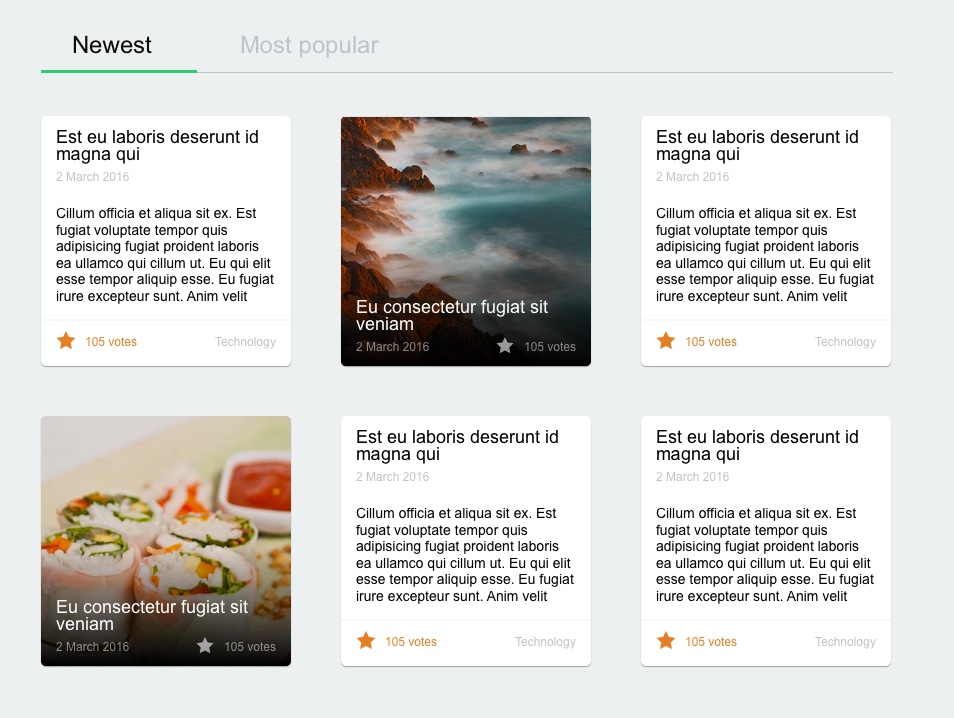 Newest
Most popular
Est eu laboris deserunt id
magna qui
2 March 2016
Cillum officia et aliqua sit ex. Est
fugiat voluptate tempor quis
adipisicing fugiat proident laboris
ea ullamco qui cillum ut. Eu qui elit
esse tempor aliquip esse. Eu fugiat
irure excepteur sunt. Anim velit
105 votes
Technology
Eu consectetur fugiat sit
veniam
2 March 2016
105 votes
Est eu laboris deserunt id
magna qui
2 March 2016
Cillum officia et aliqua sit ex. Est
fugiat voluptate tempor quis
adipisicing fugiat proident laboris
ea ullamco qui cillum ut. Eu qui elit
esse tempor aliquip esse. Eu fugiat
irure excepteur sunt. Anim velit
105 votes
Technology
Eu consectetur fugiat sit
veniam
2 March 2016
105 votes
Est eu laboris deserunt id
magna qui
2 March 2016
Cillum officia et aliqua sit ex. Est
fugiat voluptate tempor quis
adipisicing fugiat proident laboris
ea ullamco qui cillum ut. Eu qui elit
esse tempor aliquip esse. Eu fugiat
irure excepteur sunt. Anim velit
105 votes
Technology
Est eu laboris deserunt id
magna qui
2 March 2016
Cillum officia et aliqua sit ex. Est
fugiat voluptate tempor quis
adipisicing fugiat proident laboris
ea ullamco qui cillum ut. Eu qui elit
esse tempor aliquip esse. Eu fugiat
irure excepteur sunt. Anim velit
105 votes
Technology